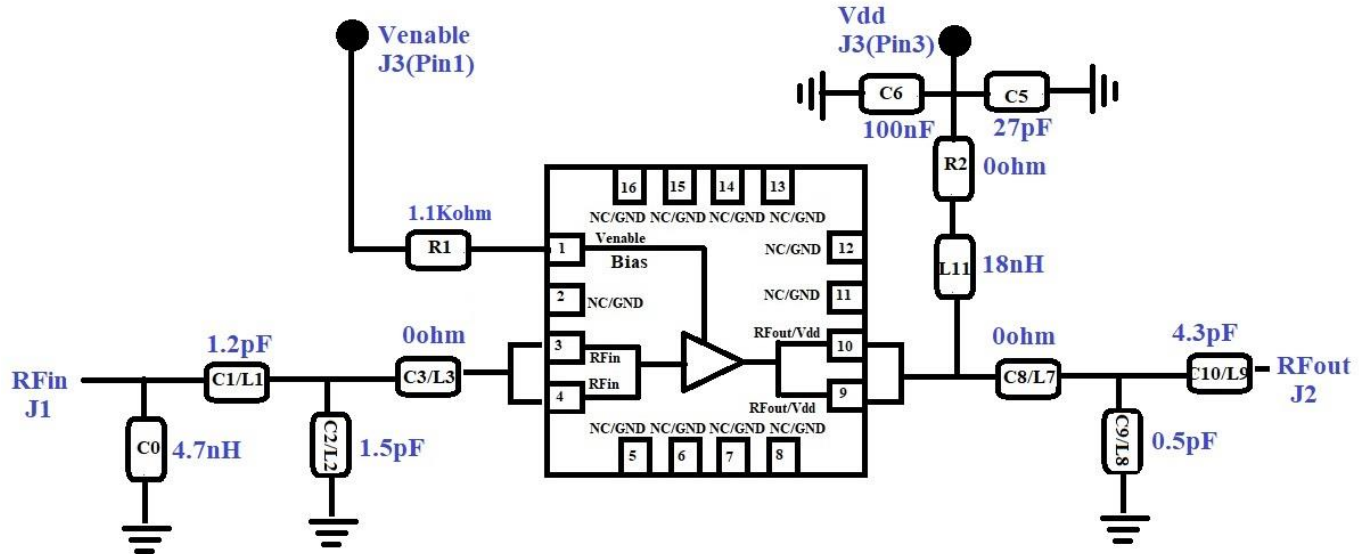 Venable
J3(Pin1)
Vdd
J3(Pin3)
C6
C5
100nF
27pF
R2
0ohm
16
15
14
13
NC/GND NC/GND NC/GND NC/GND
1.1Kohm
R1
1
Venable
Bias
NC/GND
12
L11
18nH
2
NC/GND
NC/GND
11
0ohm
3
RFin
RFout/Vdd
10
0ohm
4.3pF
1.2pF
RFin
J1
C1/L1
C3/L3
4
RFin
RFout/Vdd
9
C8/L7
C10/L9
RFout
J2
C0
4.7nH
C2/L2
1.5pF
NC/GND NC/GND NC/GND NC/GND
5
6
7
8
C9/L8
0.5pF